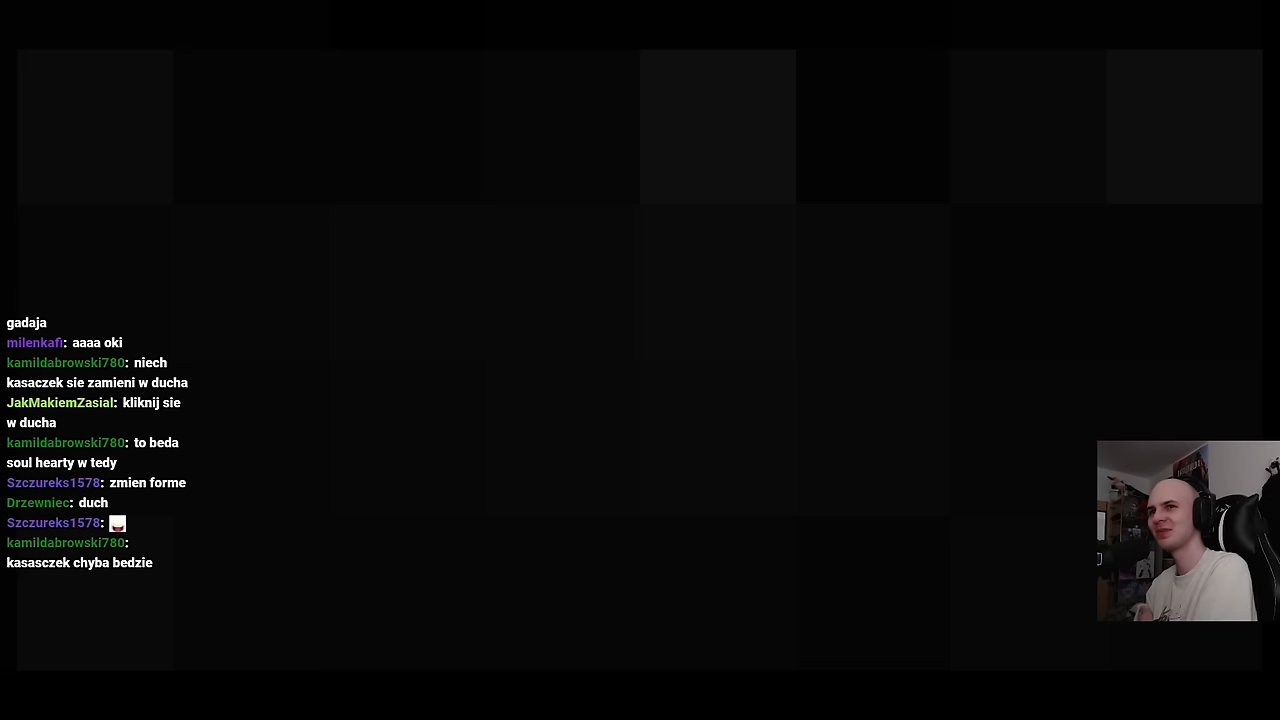 gadaja
milenkafi: aaaa oki
kamildabrowski780: niech
kasaczek sie zamieni w ducha
JakMakiemZasial: kliknij sie
w ducha
kamildabrowski780: to beda
soul hearty w tedy
Szczureks1578: zmien forme
Drzewniec: duch
Szczureks1578:
kamildabrowski780:
kasasczek chyba bedzie